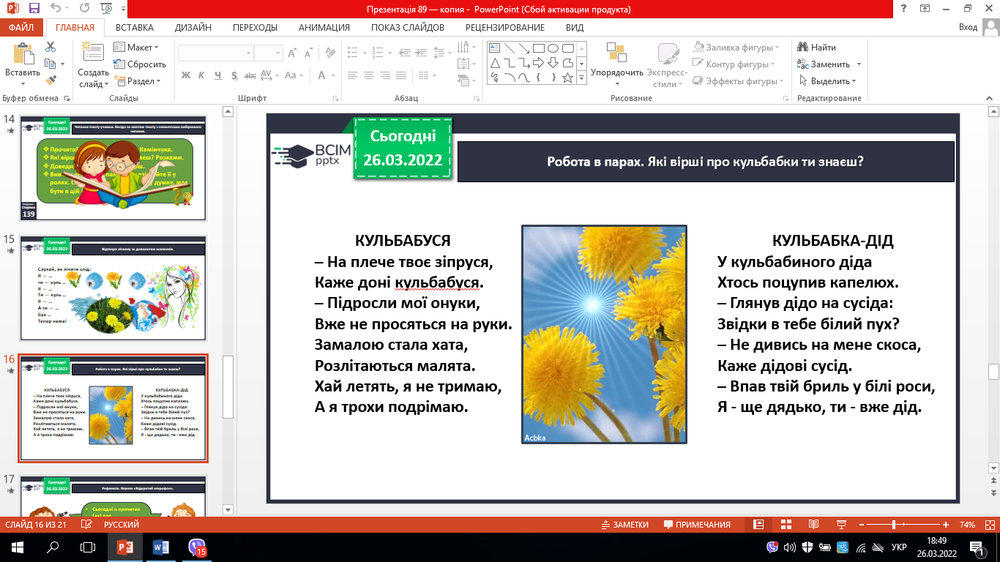 Презентація 89 — копия - PowerPoint (Сбой активации продукта)
ФАЙЛ ГЛАВНАЯ ВСТАВКА ДИЗАЙН ПЕРЕХОДЫ АНИМАЦИЯ ПОКАЗ СЛАЙДОВ РЕЦЕНЗИРОВАНИЕ ВИД Вход
Вставить
Буфер обмена
Создать слайд
Макет
Сбросить
Раздел
Слайды
Ж К Ч S abc AV Aa А
Шрифт
Абзац
Упорядочить
Экспресс-стили
Заливка фигуры
Контур фигуры
Эффекты фигуры
Рисование
Найти
Заменить
Выделить
Редактирование
14
Сьогодні
26.03.2022
Читання тексту учнями. Бесіда за змістом тексту з елементами вибіркового
читання.
Прочитай
Камінчука.
Які вірш
Розкажи.
Доведи
ролях.
думку, має
бути в цій
Сторінка
139
15
Сьогодні
26.03.2022
Відтвори лічилку за допомогою малюнків.
Слухай, як лічити слід:
Я — ...
ти — куль ...
Я — ...
Ти — куль ...
Я — ...
А ти — ...
Був ...
Тепер нема!
16
Сьогодні
26.03.2022
Робота в парах. Які вірші про кульбабки ти знаєш?
КУЛЬБАБУСЯ
– На плече твоє зіпруся,
Каже доні кульбабуся.
– Підросли мої онуки,
Вже не просяться на руки.
Замалою стала хата,
Розлітаються малята.
Хай летять, я не тримаю,
А я трохи подрімаю.
КУЛЬБАБКА-ДІД
У кульбабиного діда
Хтось поцупив капелюх.
– Глянув дідо на сусіда:
Звідки в тебе білий пух?
– Не дивись на мене скоса,
Каже дідові сусід.
– Впав твій бриль у білі роси,
Я - ще дядько, ти - вже дід.
17
Сьогодні
26.03.2022
Рефлексія. Вправа «Відкритий мікрофон».
Сьогодні я прочитав
(ла) про
ВСІМ
pptx
Сьогодні
26.03.2022
Робота в парах. Які вірші про кульбабки ти знаєш?
КУЛЬБАБУСЯ
– На плече твоє зіпруся,
Каже доні кульбабуся.
– Підросли мої онуки,
Вже не просяться на руки.
Замалою стала хата,
Розлітаються малята.
Хай летять, я не тримаю,
А я трохи подрімаю.
Acbka
КУЛЬБАБКА-ДІД
У кульбабиного діда
Хтось поцупив капелюх.
– Глянув дідо на сусіда:
Звідки в тебе білий пух?
– Не дивись на мене скоса,
Каже дідові сусід.
– Впав твій бриль у білі роси,
Я - ще дядько, ти - вже дід.
СЛАЙД 16 ИЗ 21 РУССКИЙ ЗАМЕТКИ ПРИМЕЧАНИЯ 74%
15
УКР
18:49
26.03.2022
1